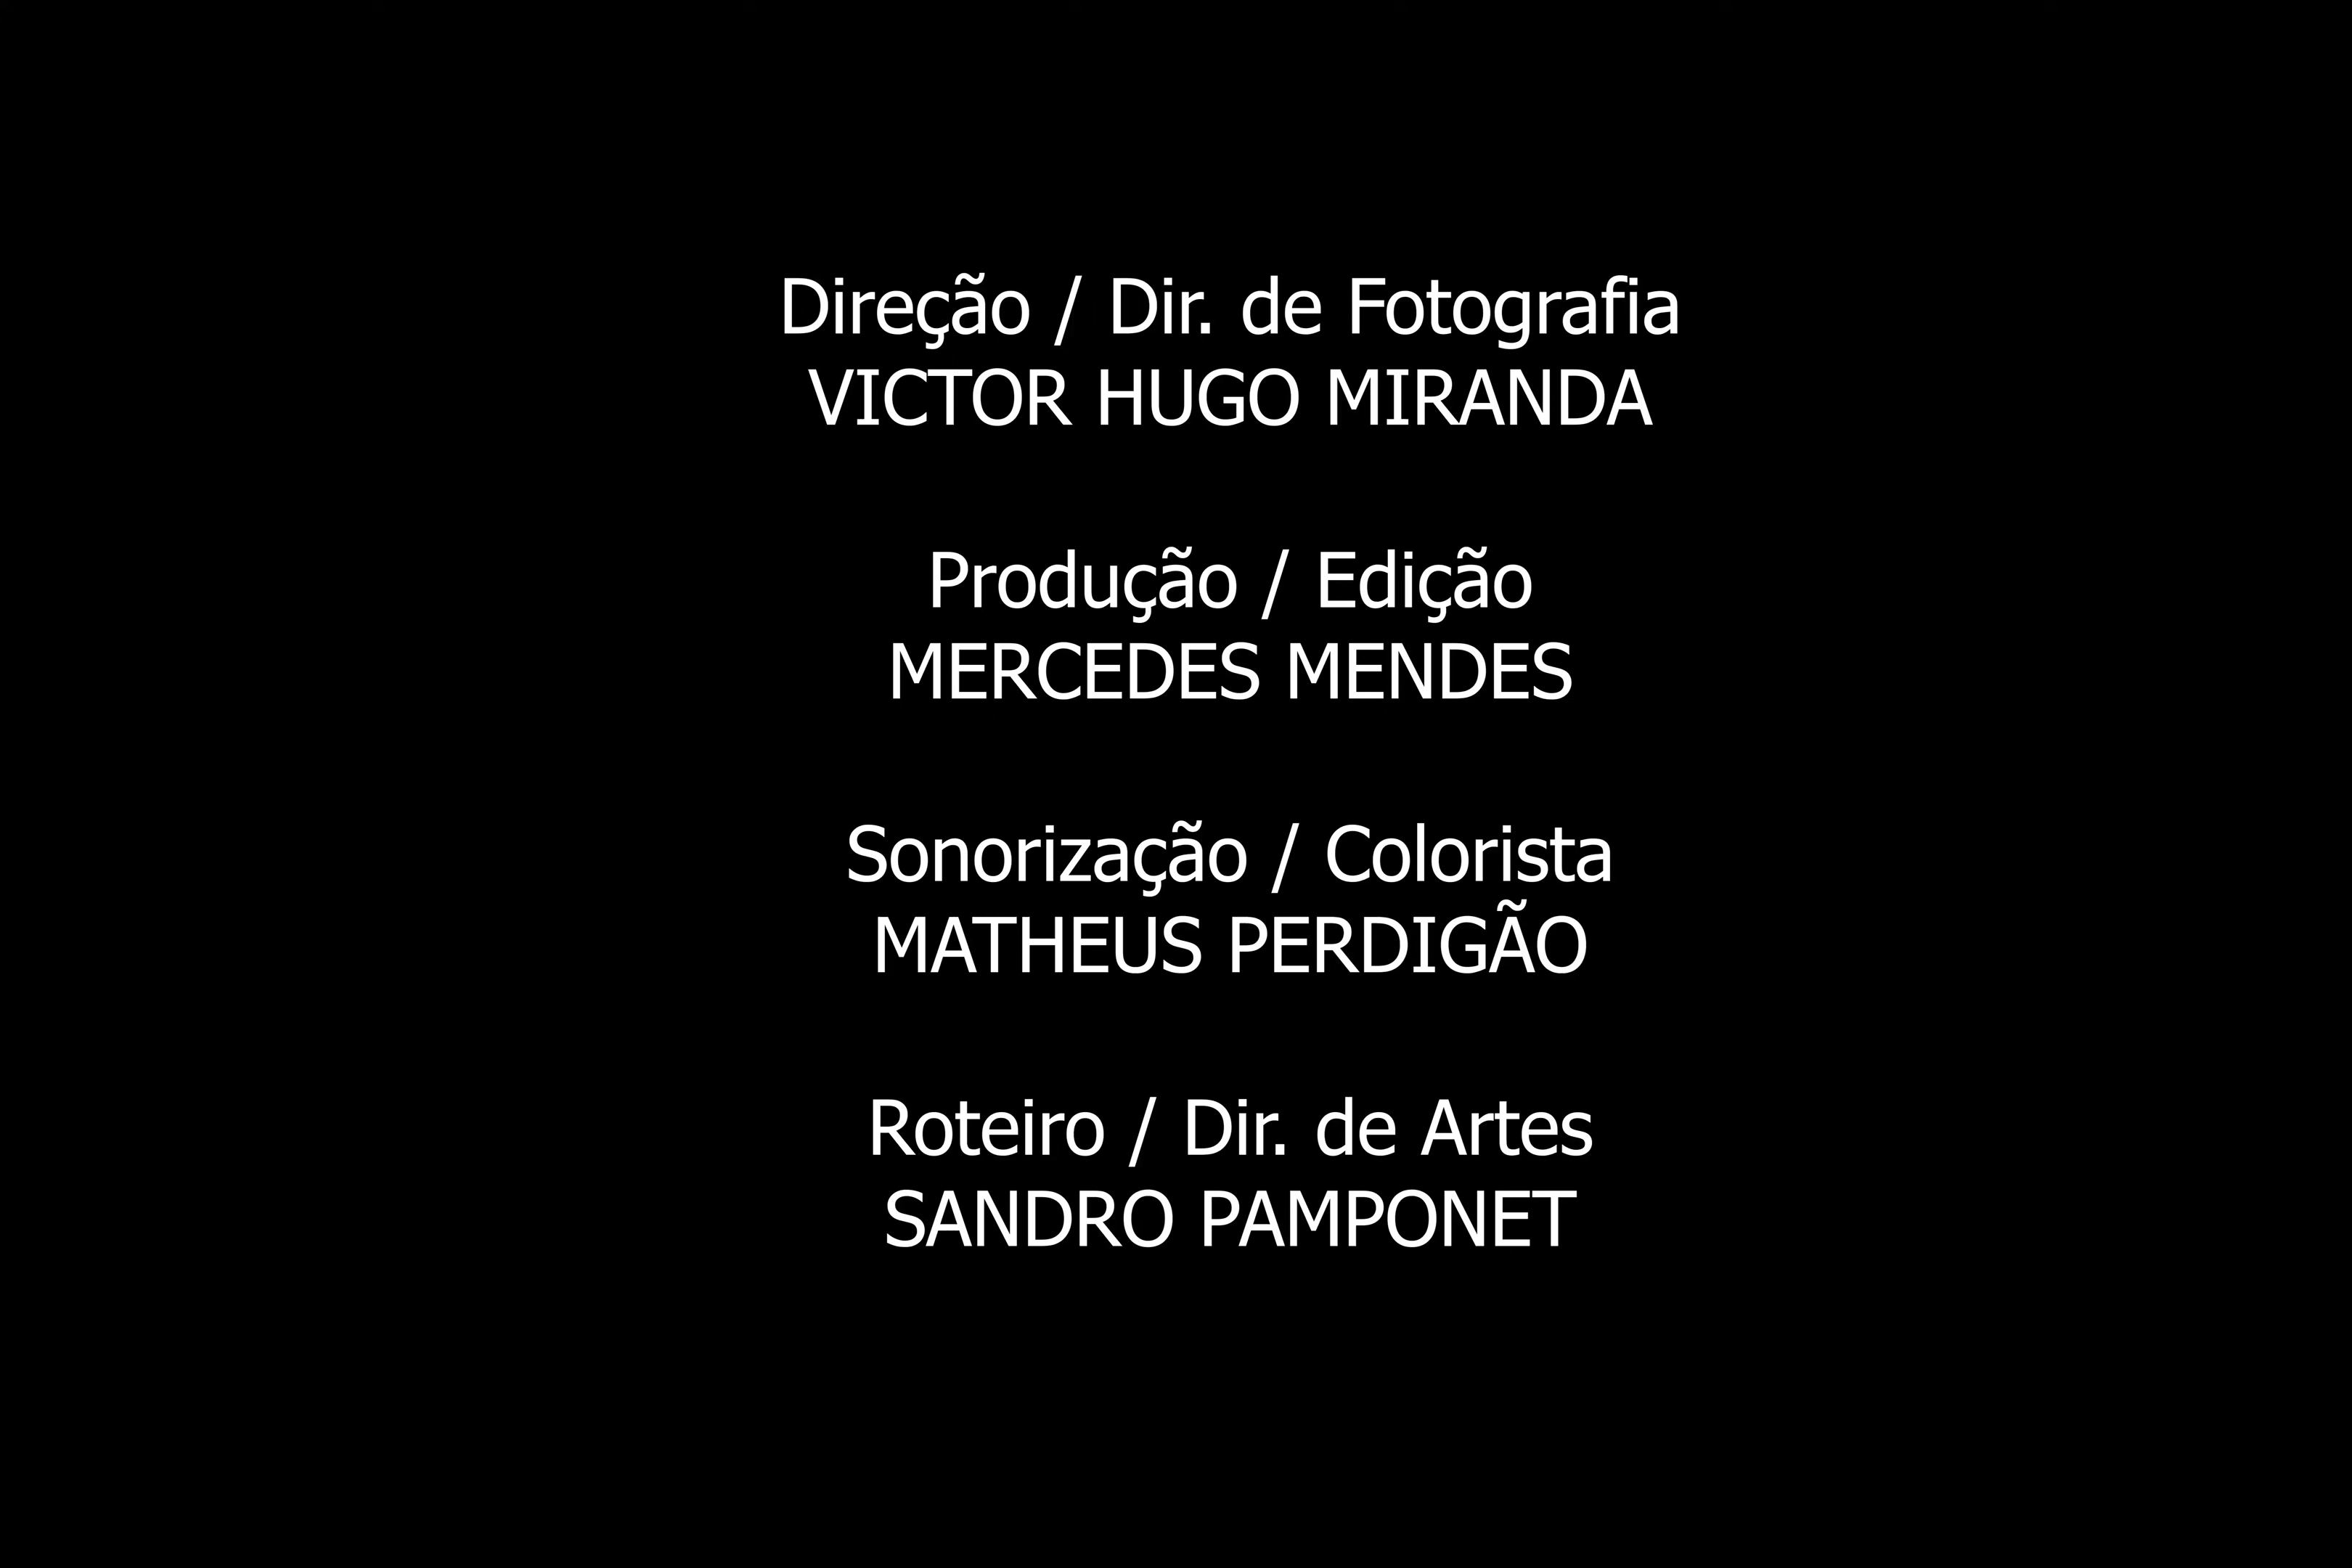 Direção / Dir. de Fotografia
VICTOR HUGO MIRANDA
Produção / Edição
MERCEDES MENDES
Sonorização / Colorista
MATHEUS PERDIGÃO
Roteiro / Dir. de Artes
SANDRO PAMPONET